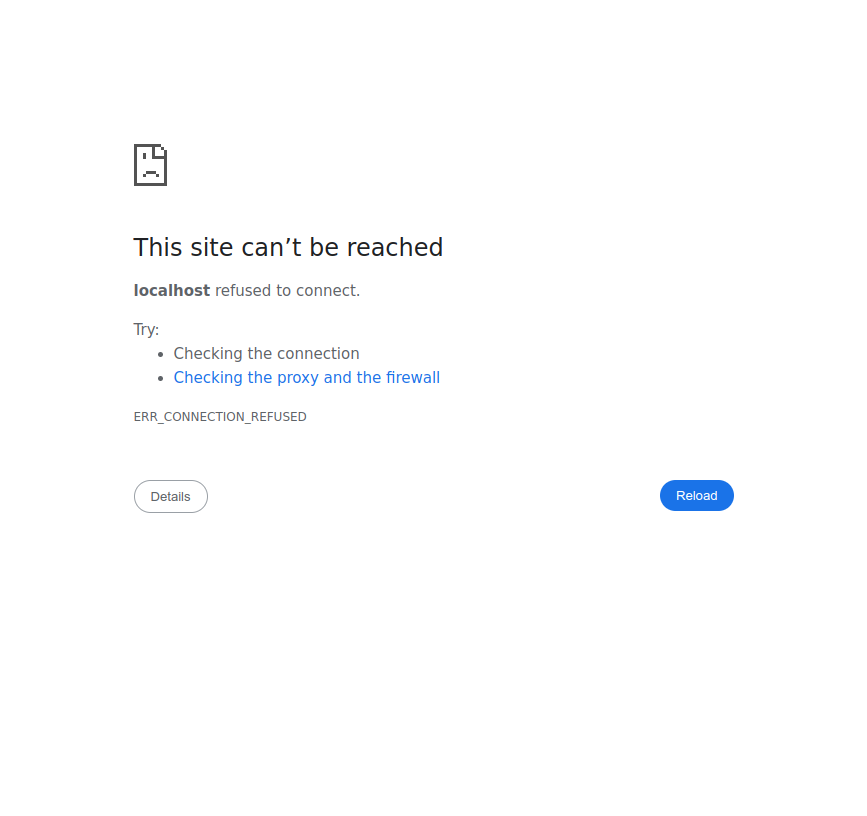 This site can’t be reached
localhost refused to connect.
Try:
Checking the connection
Checking the proxy and the firewall
ERR_CONNECTION_REFUSED
Details
Reload